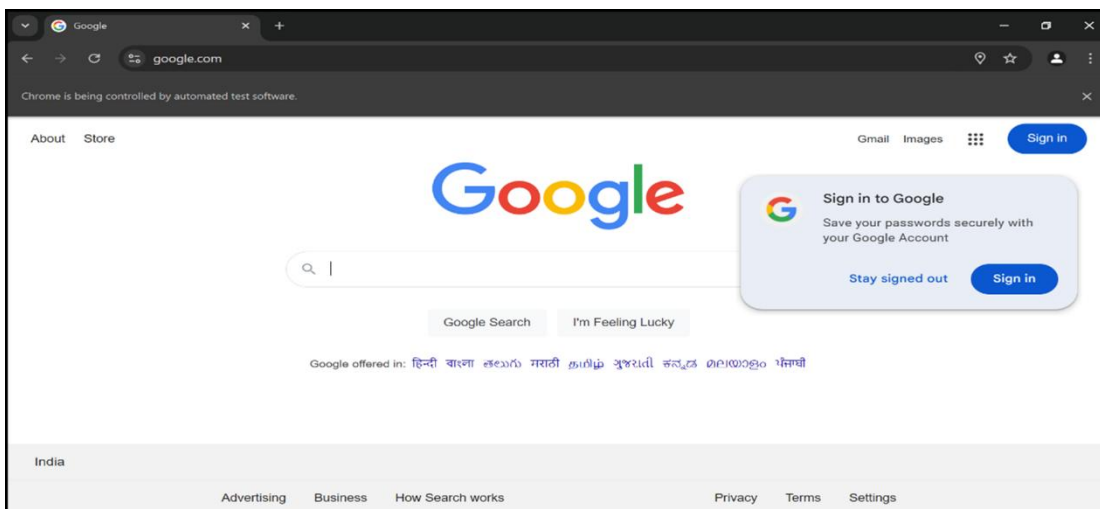 Google
google.com
Chrome is being controlled by automated test software.
About Store Gmail Images Sign in
Google
Sign in to Google
Save your passwords securely with
your Google Account
Stay signed out Sign in
Google Search I'm Feeling Lucky
Google offered in: हिन्दी বাংলা తెలుగు मराठी தமிழ் ગુજરાતી ಕನ್ನಡ മലയാളം ਪੰਜਾਬੀ
India
Advertising Business How Search works Privacy Terms Settings